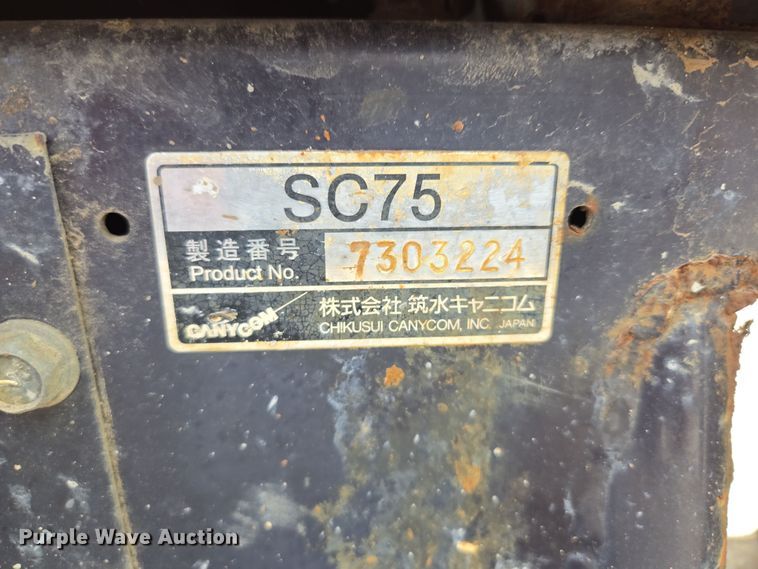 SC75
製造番号 7303224
Product No.
CANYCOM 株式会社 筑水キャニコム
CHIKUSUI CANYCOM, INC. JAPAN
Purple Wave Auction